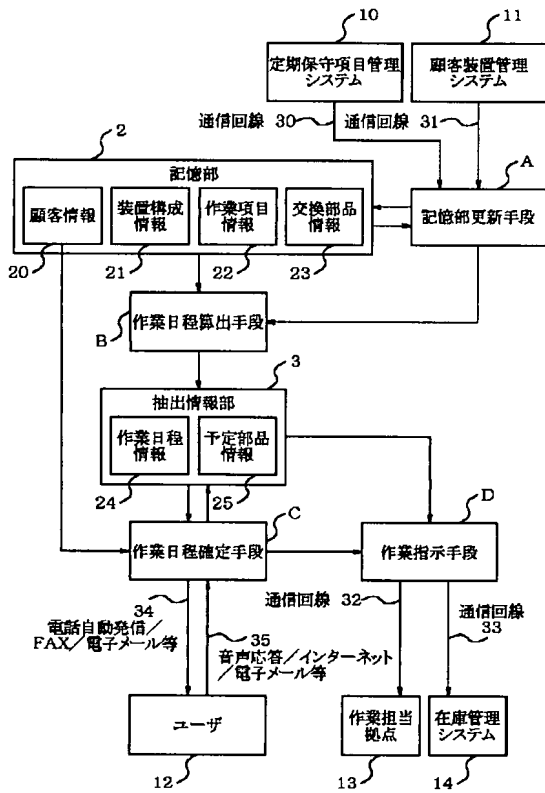 10
11
定期保守項目管理
システム
顧客装置管理
システム
通信回線 30
通信回線 31
2
A
記憶部
顧客情報
装置構成
情報
作業項目
情報
交換部品
情報
記憶部更新手段
20
21
22
23
作業日程算出手段
B
3
抽出情報部
作業日程
情報
予定部品
情報
24
25
C
D
作業日程確定手段
作業指示手段
34
電話自動発信/
FAX/電子メール等
35
音声応答/インターネット
/電子メール等
通信回線
32
通信回線
33
ユーザ
作業担当
拠点
在庫管理
システム
12
13
14